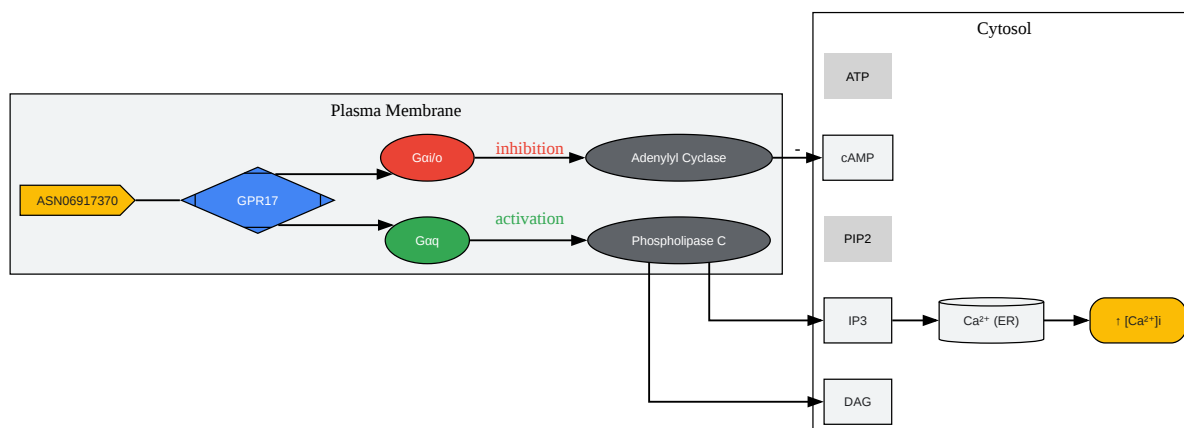 Cytosol
ATP
Plasma Membrane
Gαi/o
inhibition
Adenylyl Cyclase
-
cAMP
ASN06917370
GPR17
activation
Gαq
Phospholipase C
PIP2
IP3
Ca²⁺ (ER)
↑ [Ca²⁺]i
DAG